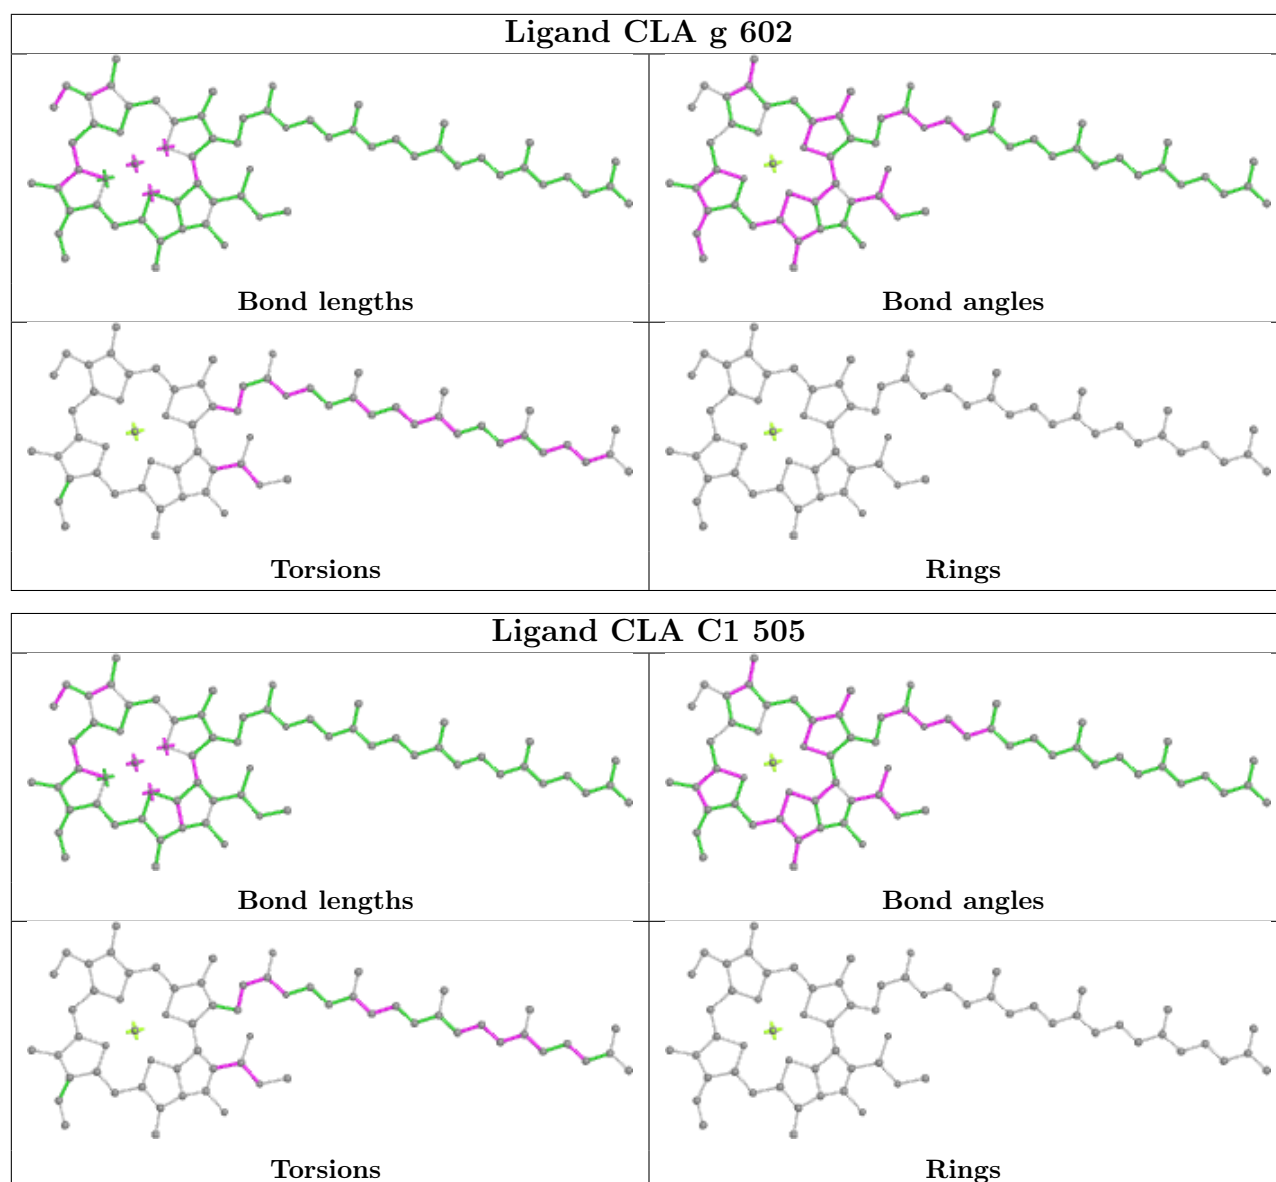 Ligand CLA g 602
Bond lengths
Bond angles
Torsions
Rings
Ligand CLA C1 505
Bond lengths
Bond angles
Torsions
Rings